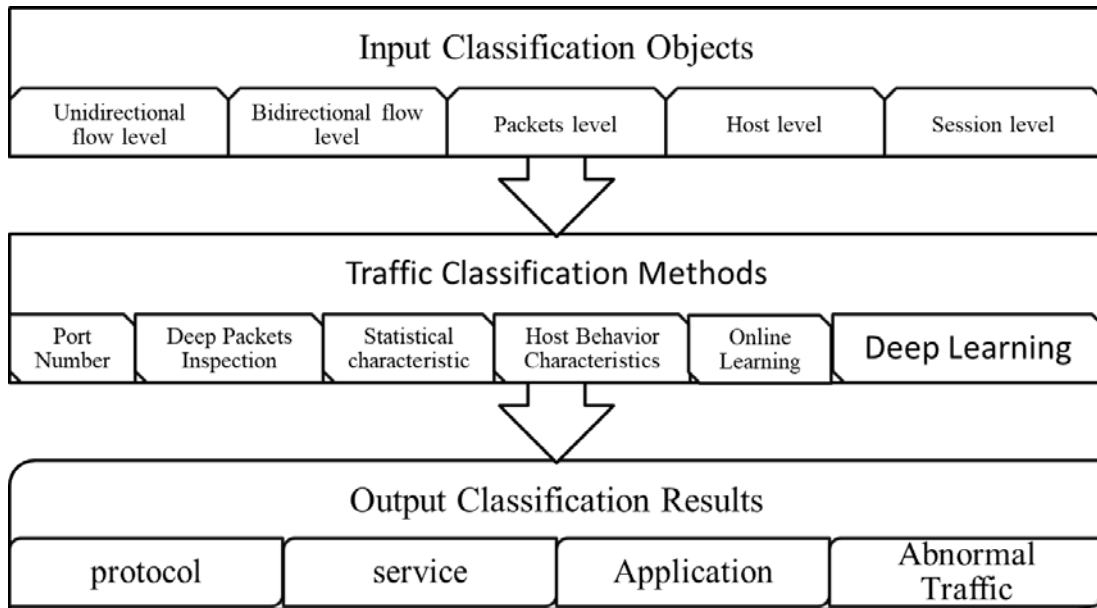 Input Classification Objects
Unidirectional
flow level
Bidirectional flow
level
Packets level
Host level
Session level
Traffic Classification Methods
Port
Number
Deep Packets
Inspection
Statistical
characteristic
Host Behavior
Characteristics
Online
Learning
Deep Learning
Output Classification Results
protocol
service
Application
Abnormal
Traffic